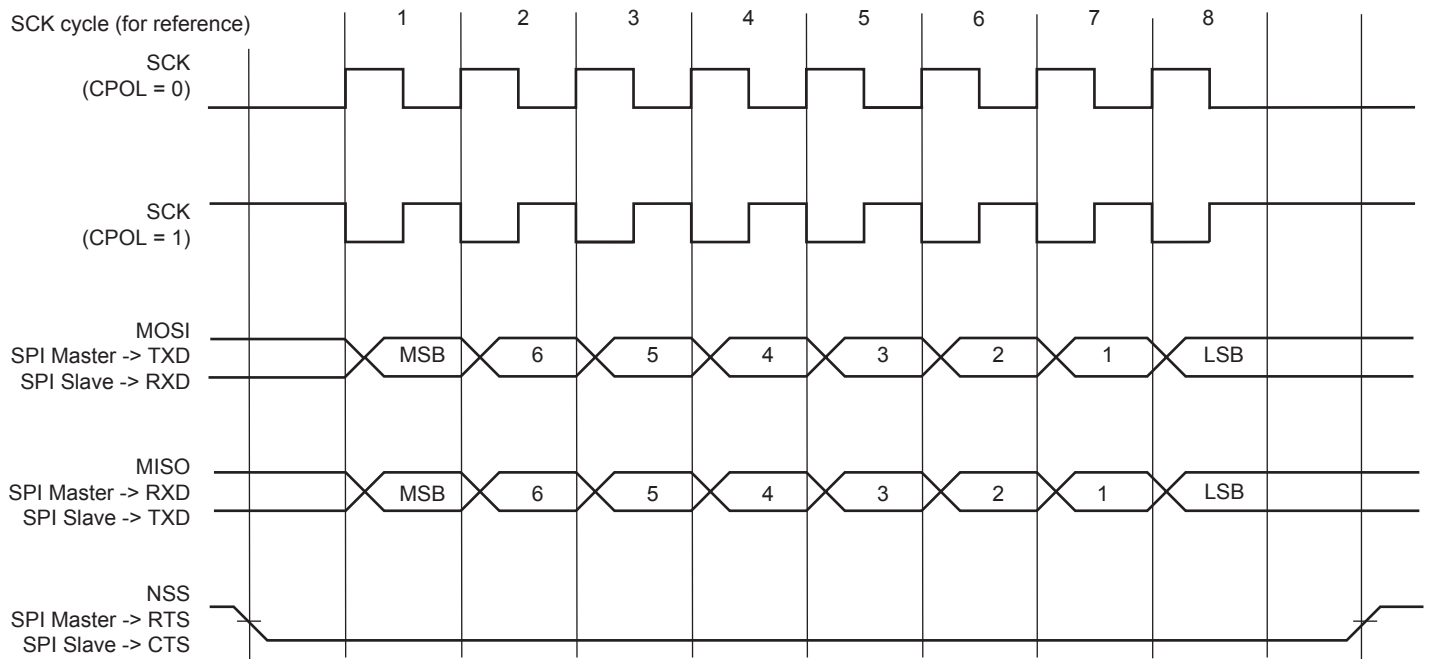 SCK cycle (for reference)
1 2 3 4 5 6 7 8
SCK
(CPOL = 0)
SCK
(CPOL = 1)
MOSI
SPI Master -> TXD
SPI Slave -> RXD
MSB 6 5 4 3 2 1 LSB
MISO
SPI Master -> RXD
SPI Slave -> TXD
MSB 6 5 4 3 2 1 LSB
NSS
SPI Master -> RTS
SPI Slave -> CTS